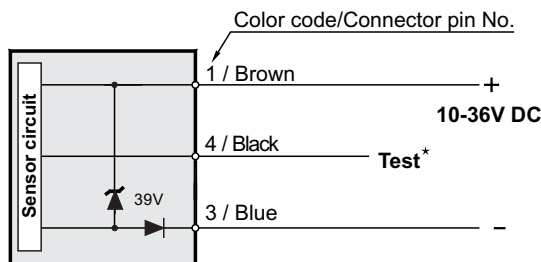 Color code/Connector pin No.
1 / Brown
+
10-36V DC
4 / Black
Test*
Sensor circuit
39V
3 / Blue
-